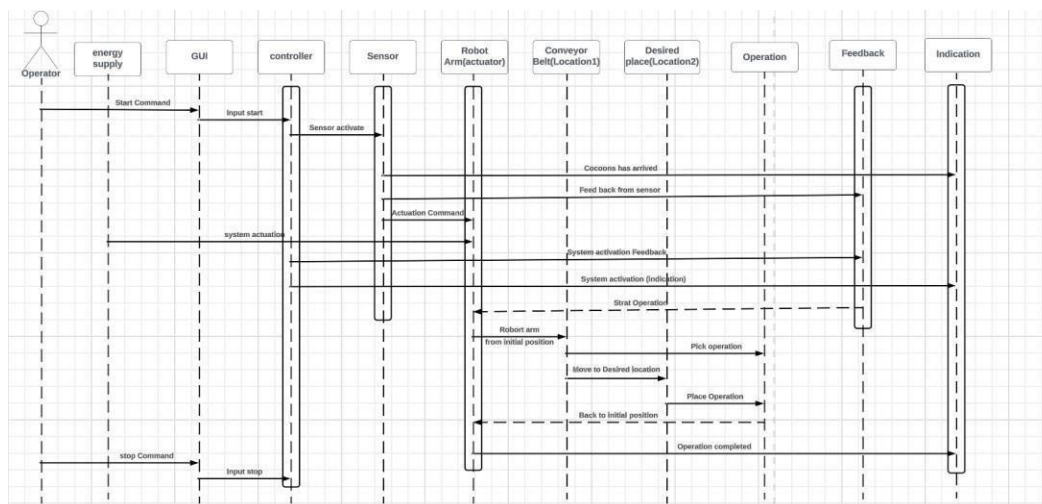 Operator
energy
supply
GUI
controller
Sensor
Robot
Arm(actuator)
Conveyor
Belt(Location1)
Desired
place(Location2)
Operation
Feedback
Indication
Start Command
Input start
Sensor activate
Cocoons has arrived
Feed back from sensor
Actuation Command
system actuation
System activation Feedback
System activation (indication)
Strat Operation
Robort arm
from initial position
Pick operation
Move to Desired location
Place Operation
Back to initial position
Operation completed
stop Command
Input stop